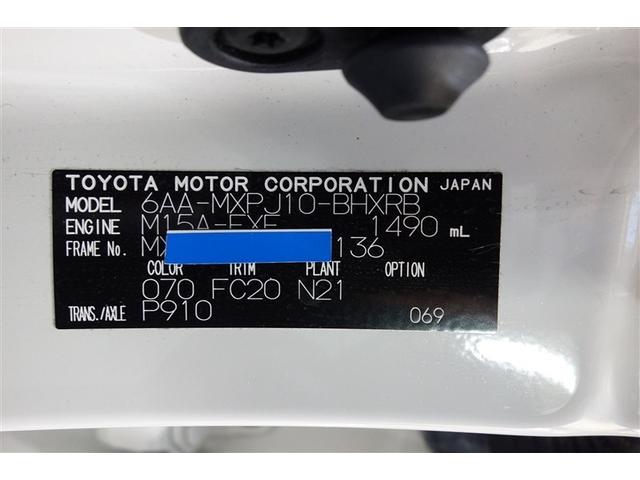 TOYOTA MOTOR CORPORATION JAPAN
MODEL 6AA-MXPJ10-BHXRB
ENGINE M15A-FXE 1490 mL
FRAME No. MX 136
COLOR TRIM PLANT OPTION
070 FC20 N21
TRANS./AXLE P910 069